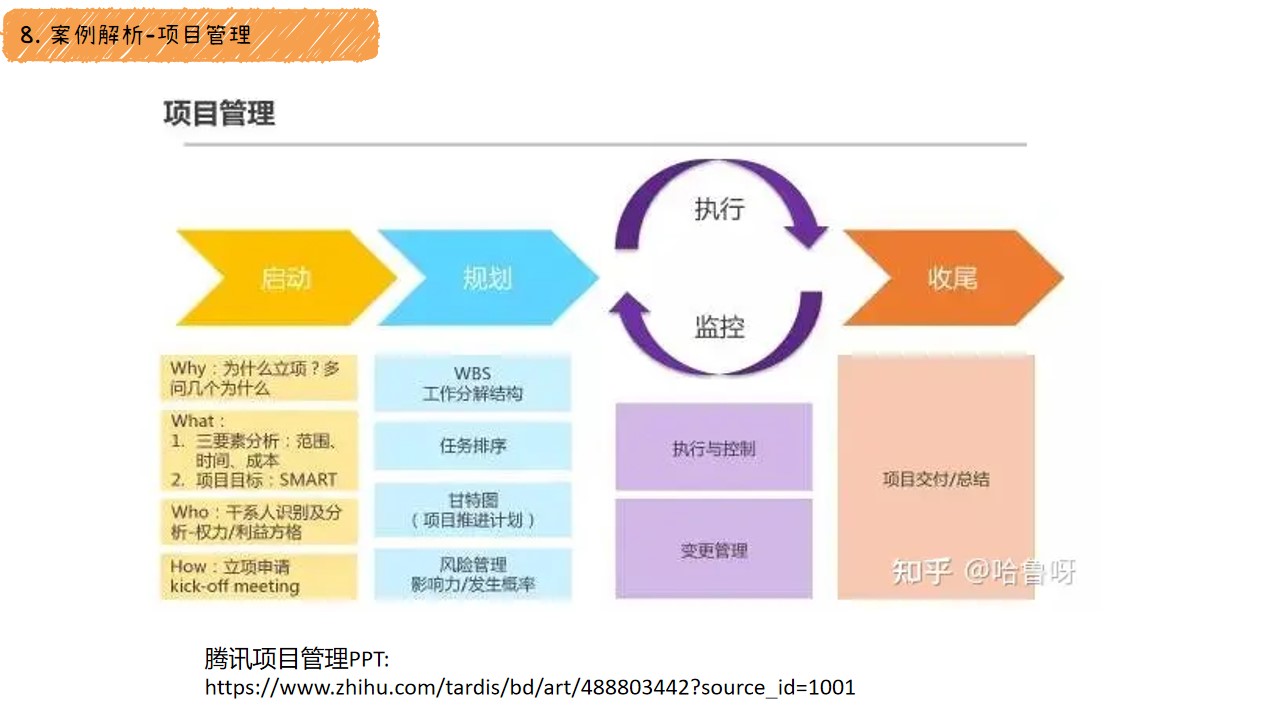 8. 案例解析-项目管理
项目管理
启动
规划
执行
监控
收尾
Why：为什么立项？多
问几个为什么
What：
1. 三要素分析：范围、
时间、成本
2. 项目目标：SMART
Who：干系人识别及分
析-权力/利益方格
How：立项申请
kick-off meeting
WBS
工作分解结构
任务排序
甘特图
（项目推进计划）
风险管理
影响力/发生概率
执行与控制
变更管理
项目交付/总结
知乎 @哈鲁呀
腾讯项目管理PPT:
https://www.zhihu.com/tardis/bd/art/488803442?source_id=1001